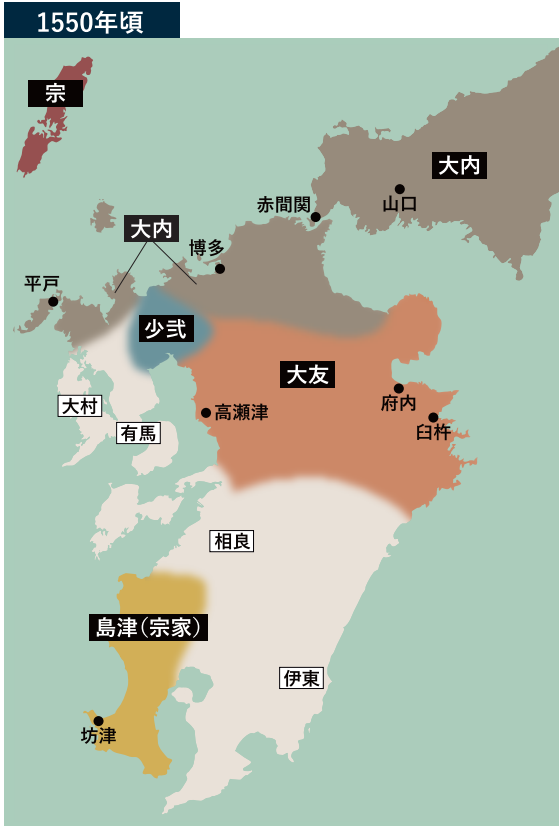 1550年頃
宗
大内
赤間関
山口
大内
博多
平戸
少弐
大友
大村
有馬
高瀬津
府内
臼杵
相良
島津（宗家）
伊東
坊津